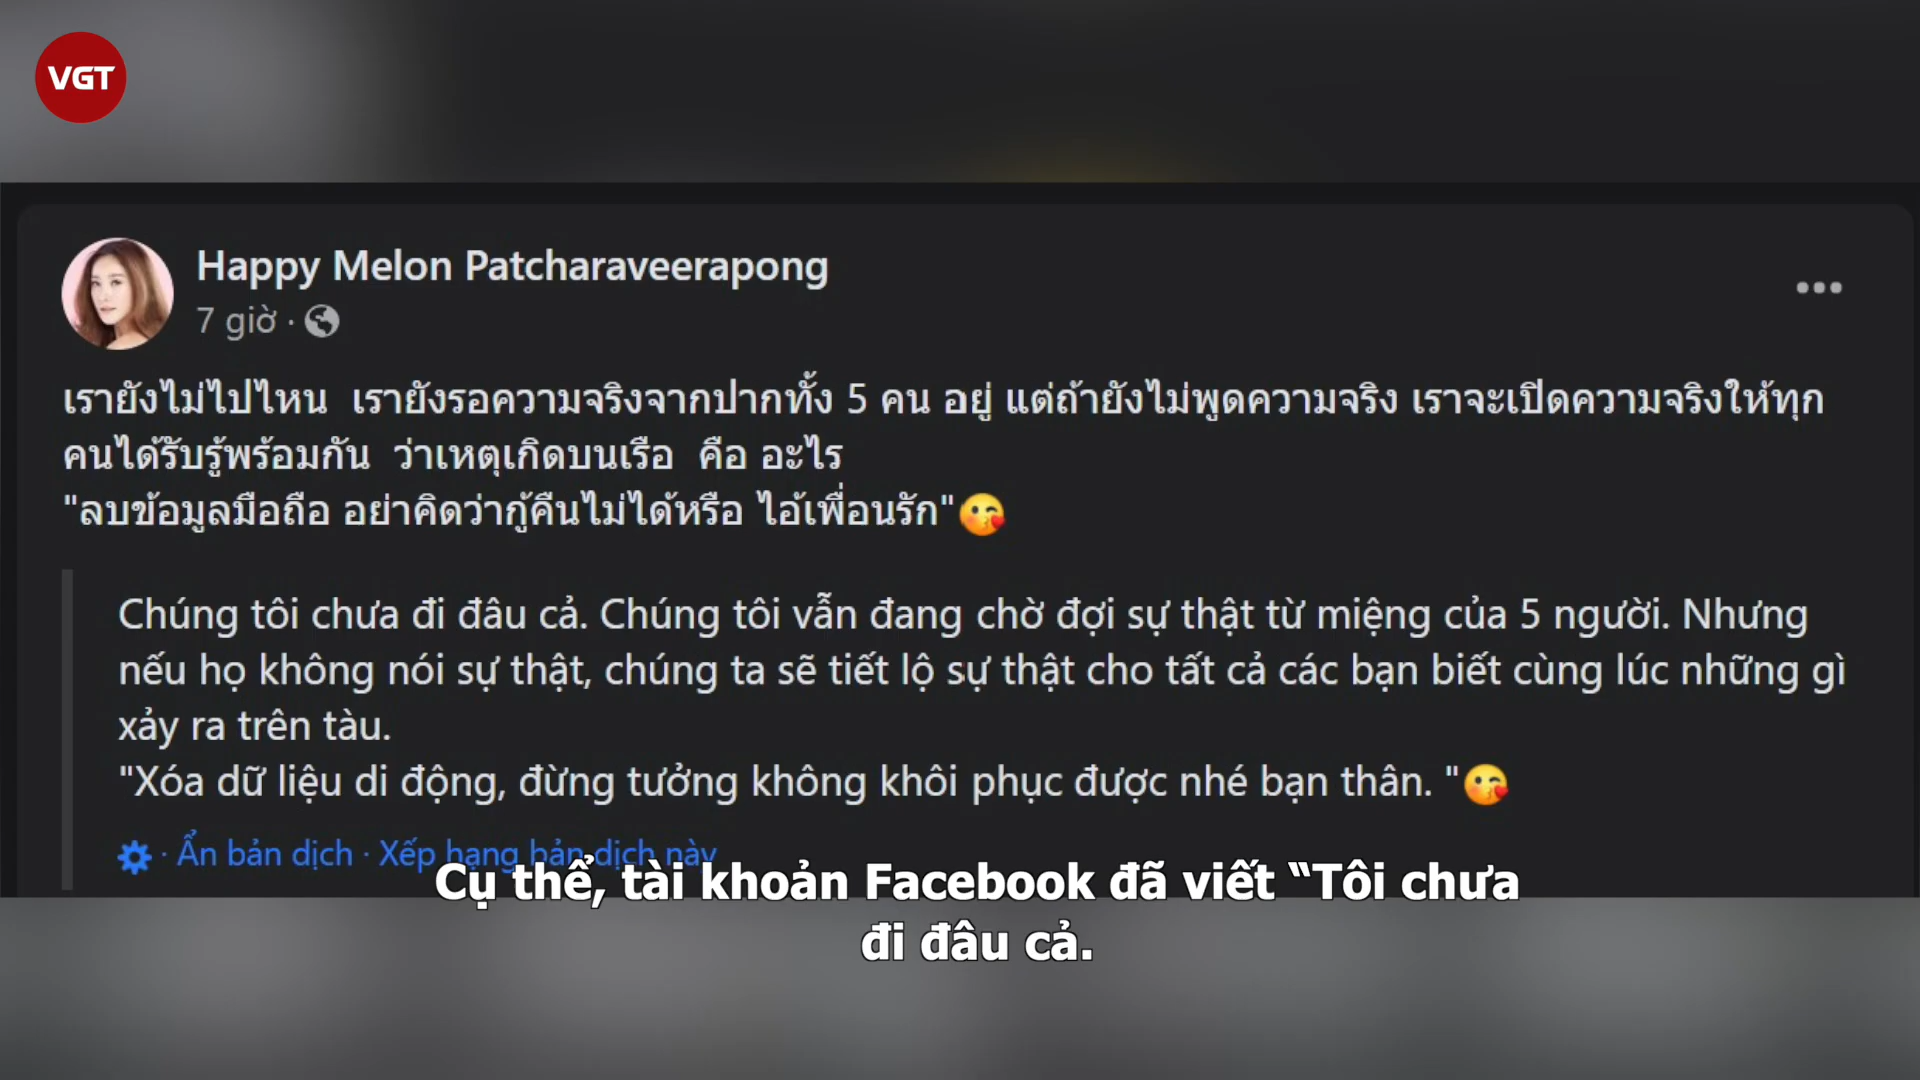 VGT
Happy Melon Patcharaveerapong
7 giờ ·
เรายังไม่ไปไหน เรายังรอความจริงจากปากทั้ง 5 คน อยู่ แต่ถ้ายังไม่พูดความจริง เราจะเปิดความจริงให้ทุก
คนได้รับรู้พร้อมกัน ว่าเหตุเกิดบนเรือ คือ อะไร
"ลบข้อมูลมือถือ อย่าคิดว่ากู้คืนไม่ได้หรือ ไอ้เพื่อนรัก"😘
Chúng tôi chưa đi đâu cả. Chúng tôi vẫn đang chờ đợi sự thật từ miệng của 5 người. Nhưng
nếu họ không nói sự thật, chúng ta sẽ tiết lộ sự thật cho tất cả các bạn biết cùng lúc những gì
xảy ra trên tàu.
"Xóa dữ liệu di động, đừng tưởng không khôi phục được nhé bạn thân. "😘
· Ẩn bản dịch · Xếp hạng bản dịch này
Cụ thể, tài khoản Facebook đã viết “Tôi chưa
đi đâu cả.